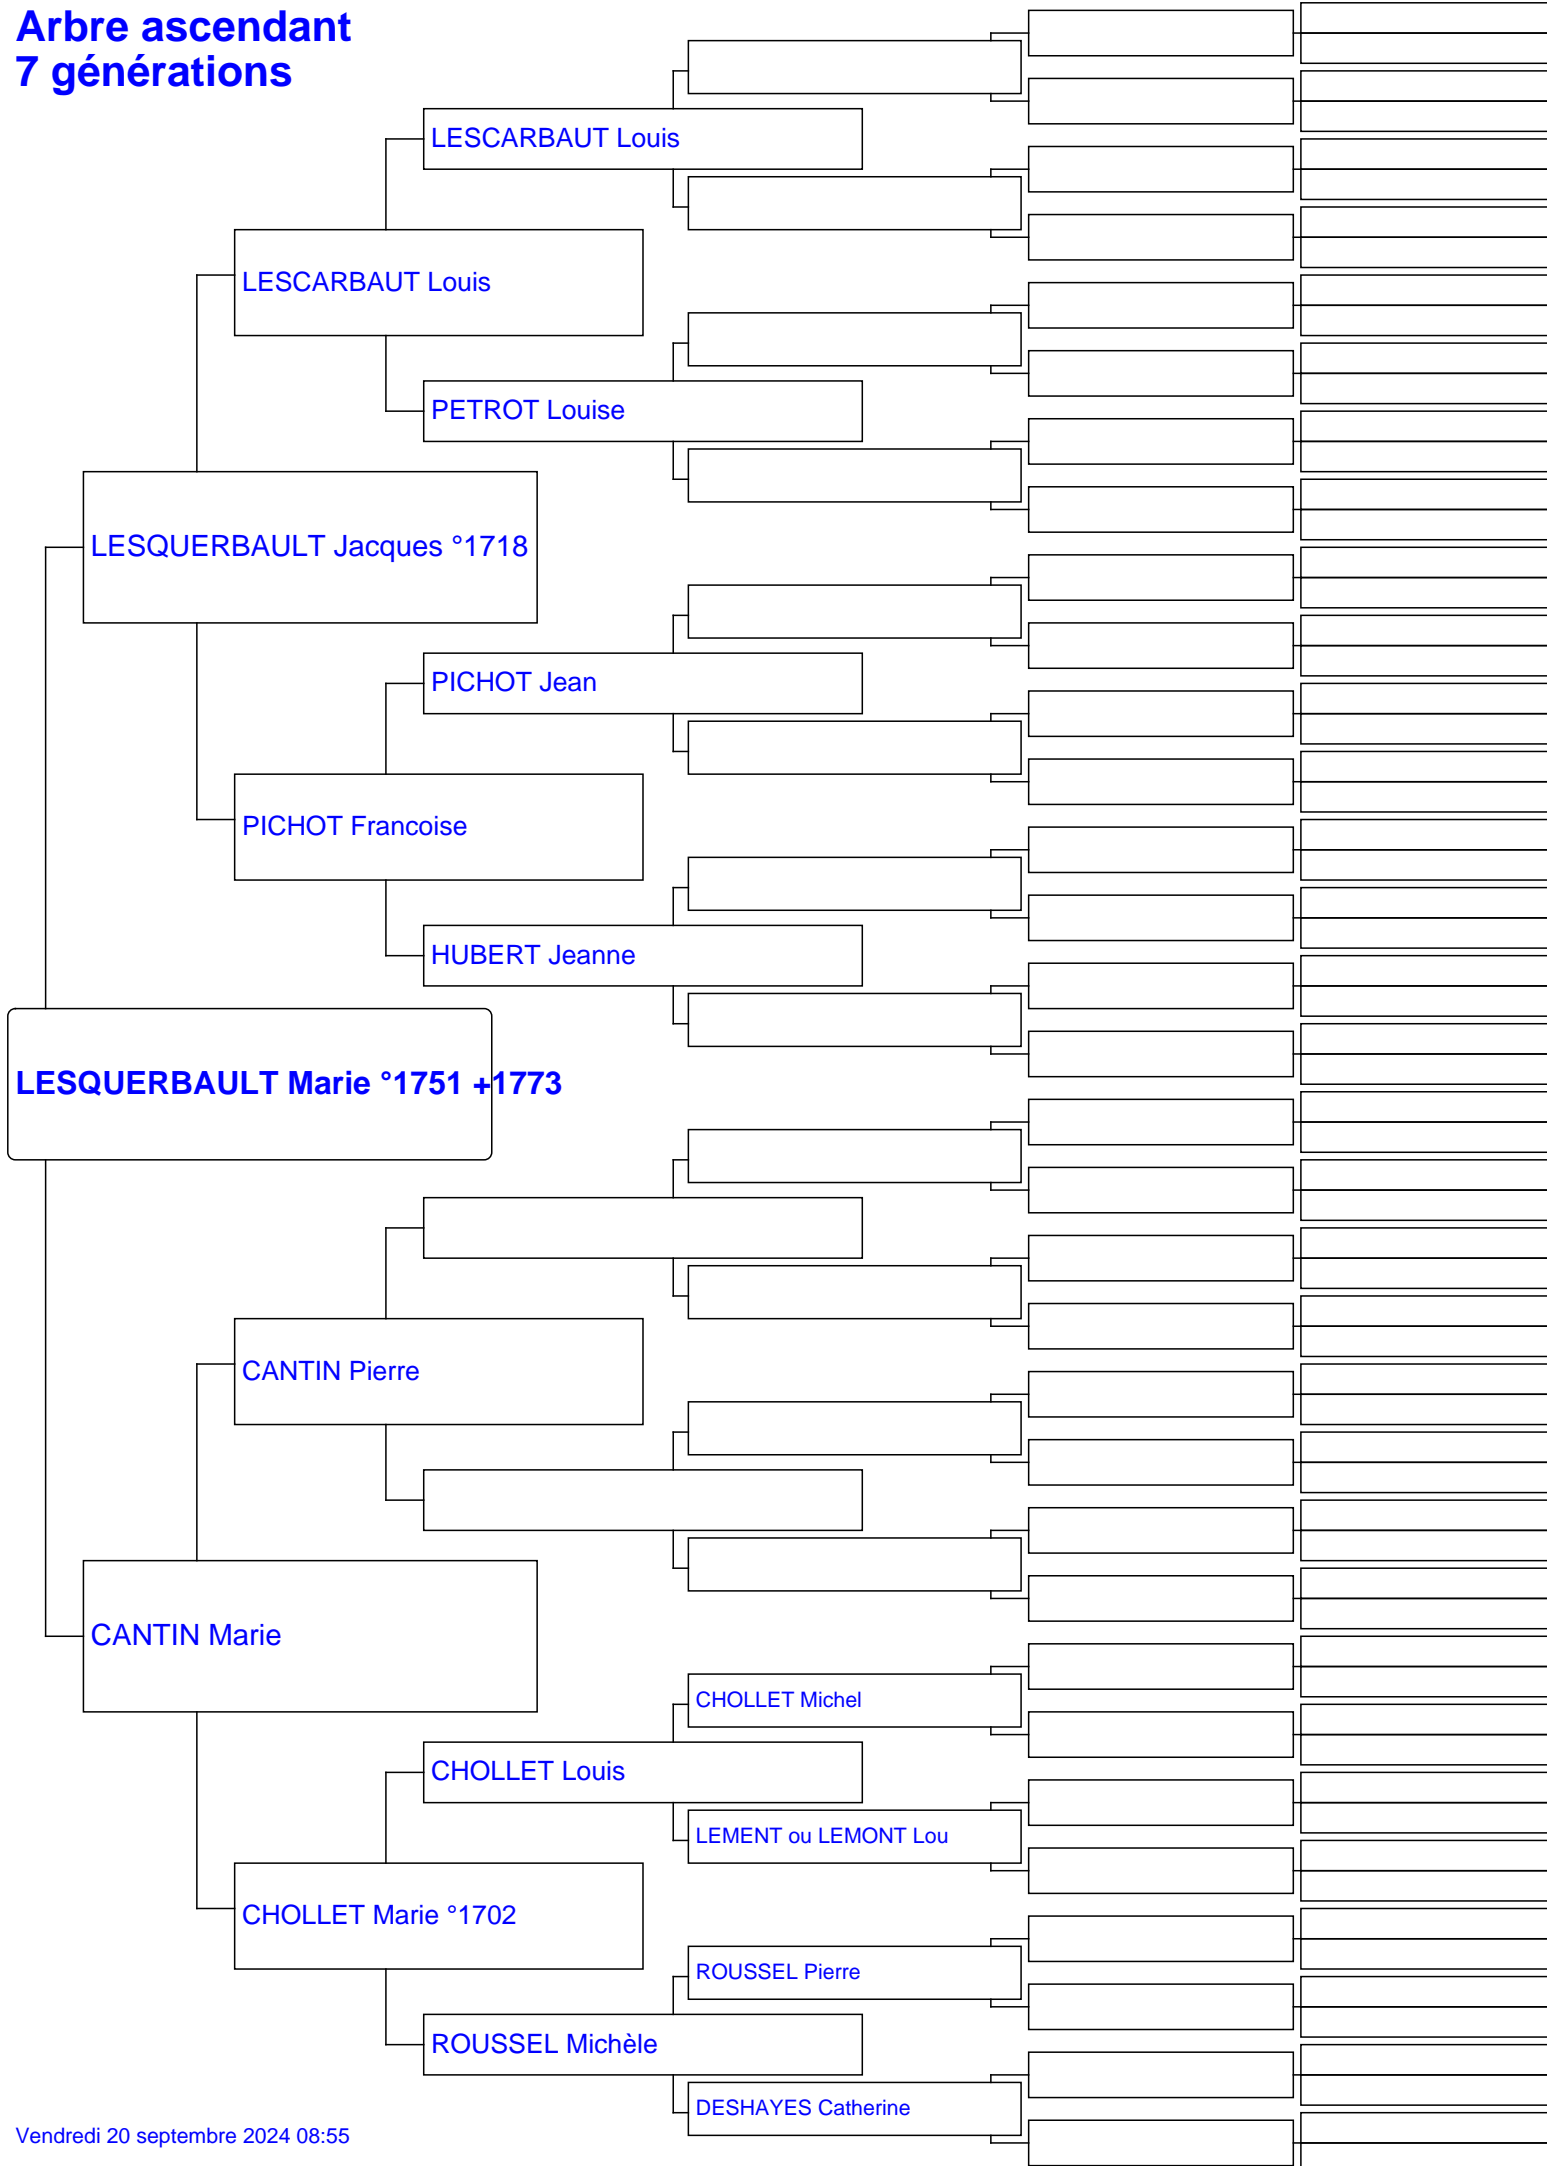 Arbre ascendant
7 générations
LESCARBAUT Louis
LESCARBAUT Louis
PETROT Louise
LESQUERBAULT Jacques °1718
PICHOT Jean
PICHOT Francoise
HUBERT Jeanne
LESQUERBAULT Marie °1751 +1773
CANTIN Pierre
CANTIN Marie
CHOLLET Michel
CHOLLET Louis
LEMENT ou LEMONT Lou
CHOLLET Marie °1702
ROUSSEL Pierre
ROUSSEL Michèle
DESHAYES Catherine
Vendredi 20 septembre 2024 08:55